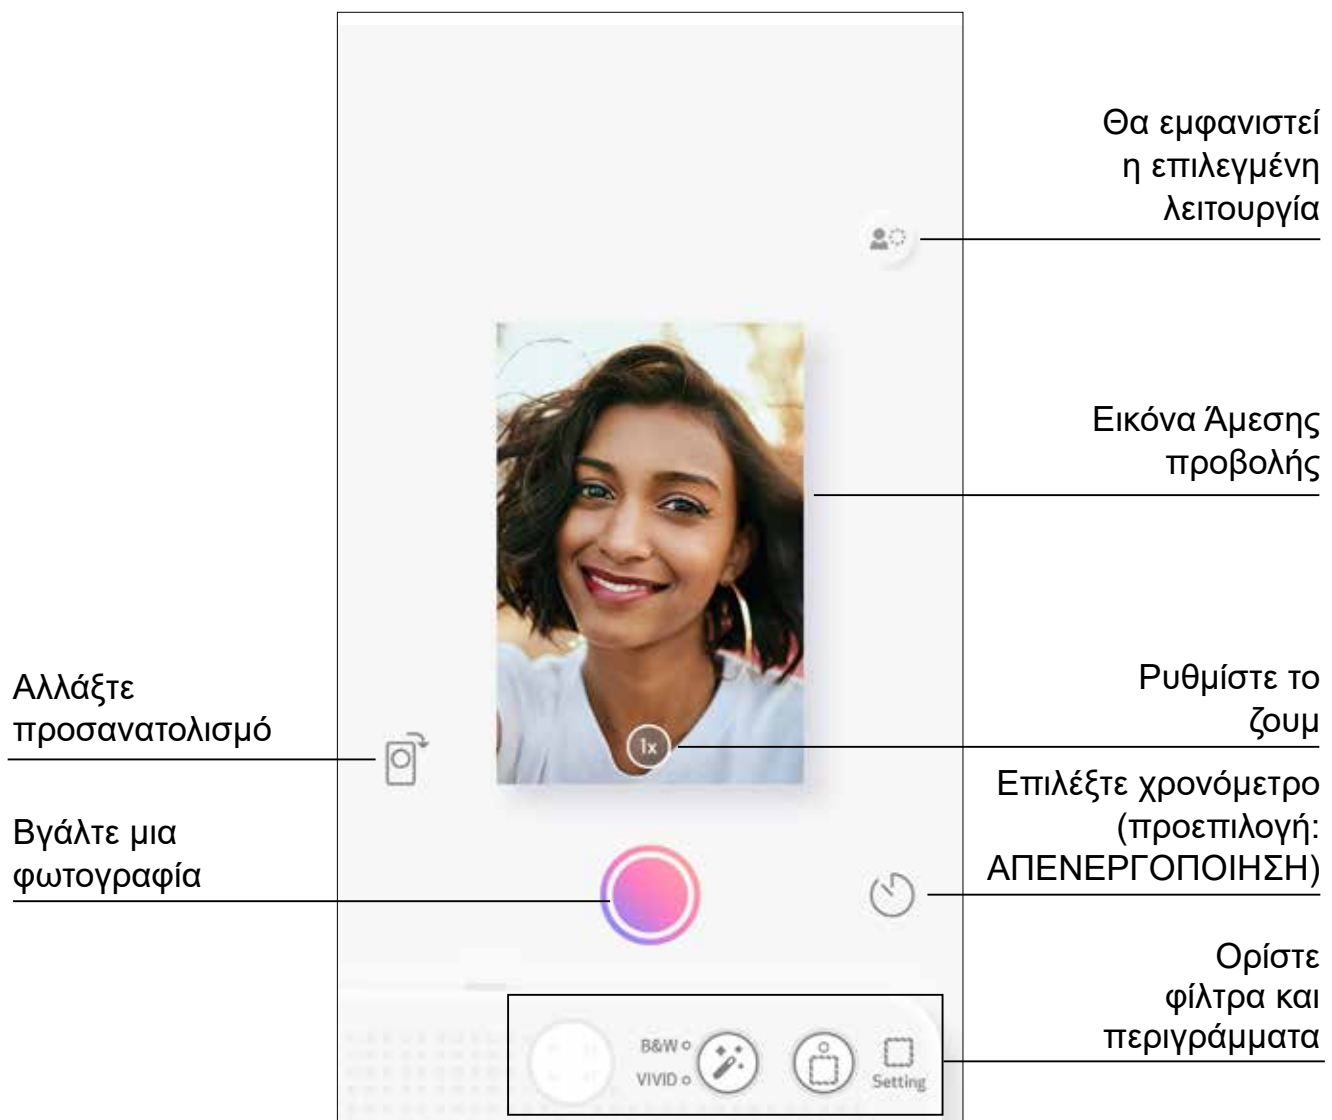 Θα εμφανιστεί
η επιλεγμένη
λειτουργία
Εικόνα Άμεσης
προβολής
Αλλάξτε
προσανατολισμό
1x
Ρυθμίστε το
ζουμ
Βγάλτε μια
φωτογραφία
Επιλέξτε χρονόμετρο
(προεπιλογή:
ΑΠΕΝΕΡΓΟΠΟΙΗΣΗ)
Ορίστε
φίλτρα και
περιγράμματα
B&W
VIVID
Setting